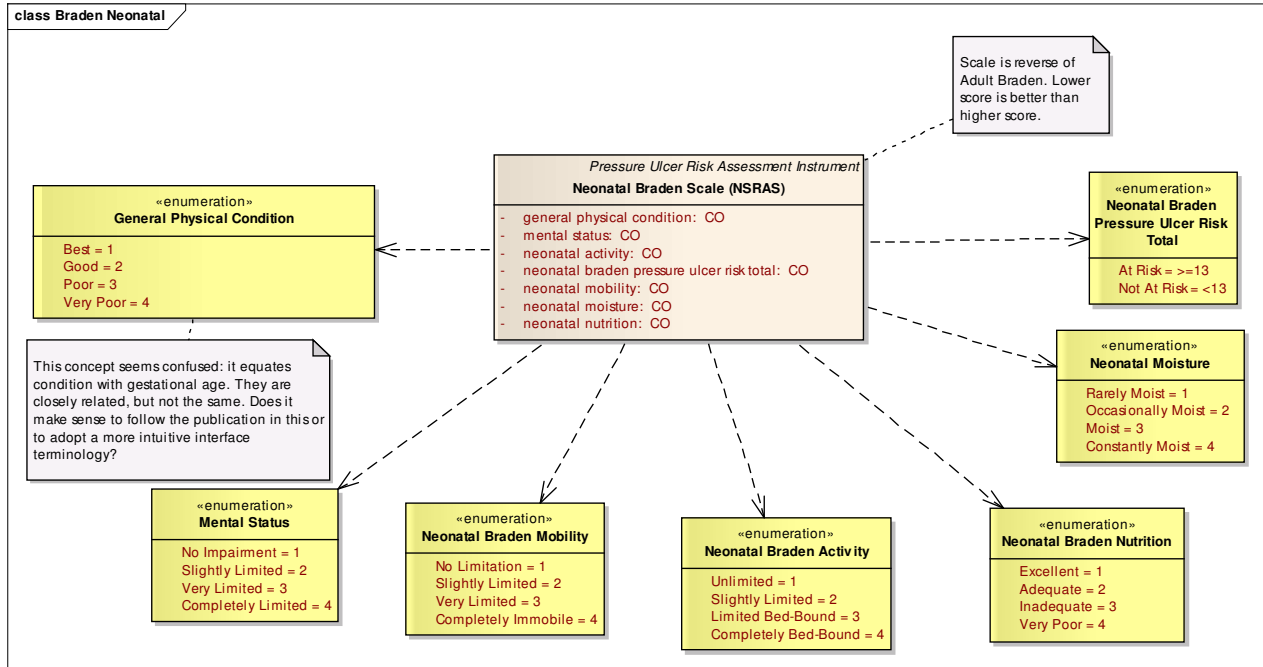 class Braden Neonatal
Scale is reverse of
Adult Braden. Lower
score is better than
higher score.
Pressure Ulcer Risk Assessment Instrument
Neonatal Braden Scale (NSRAS)
- general physical condition: CO
- mental status: CO
- neonatal activity: CO
- neonatal braden pressure ulcer risk total: CO
- neonatal mobility: CO
- neonatal moisture: CO
- neonatal nutrition: CO
«enumeration»
General Physical Condition
Best = 1
Good = 2
Poor = 3
Very Poor = 4
«enumeration»
Neonatal Braden
Pressure Ulcer Risk
Total
At Risk = >=13
Not At Risk = <13
This concept seems confused: it equates
condition with gestational age. They are
closely related, but not the same. Does it
make sense to follow the publication in this or
to adopt a more intuitive interface
terminology?
«enumeration»
Neonatal Moisture
Rarely Moist = 1
Occasionally Moist = 2
Moist = 3
Constantly Moist = 4
«enumeration»
Mental Status
No Impairment = 1
Slightly Limited = 2
Very Limited = 3
Completely Limited = 4
«enumeration»
Neonatal Braden Mobility
No Limitation = 1
Slightly Limited = 2
Very Limited = 3
Completely Immobile = 4
«enumeration»
Neonatal Braden Activity
Unlimited = 1
Slightly Limited = 2
Limited Bed-Bound = 3
Completely Bed-Bound = 4
«enumeration»
Neonatal Braden Nutrition
Excellent = 1
Adequate = 2
Inadequate = 3
Very Poor = 4